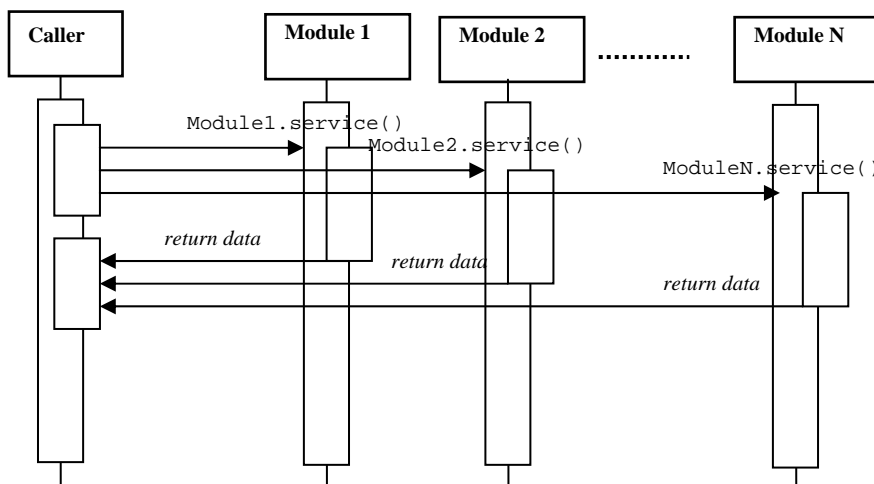 Caller
Module 1
Module 2
Module N
Module1.service()
Module2.service()
ModuleN.service()
return data
return data
return data